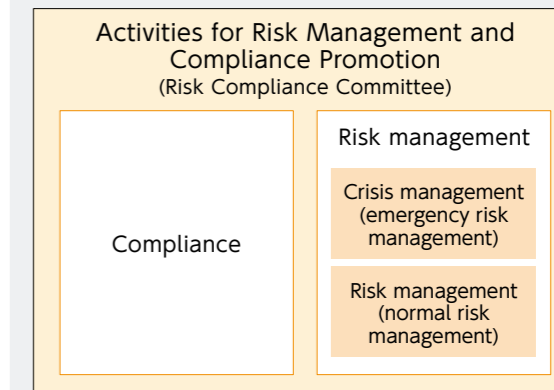 Activities for Risk Management and
Compliance Promotion
(Risk Compliance Committee)
Compliance
Risk management
Crisis management
(emergency risk
management)
Risk management
(normal risk
management)